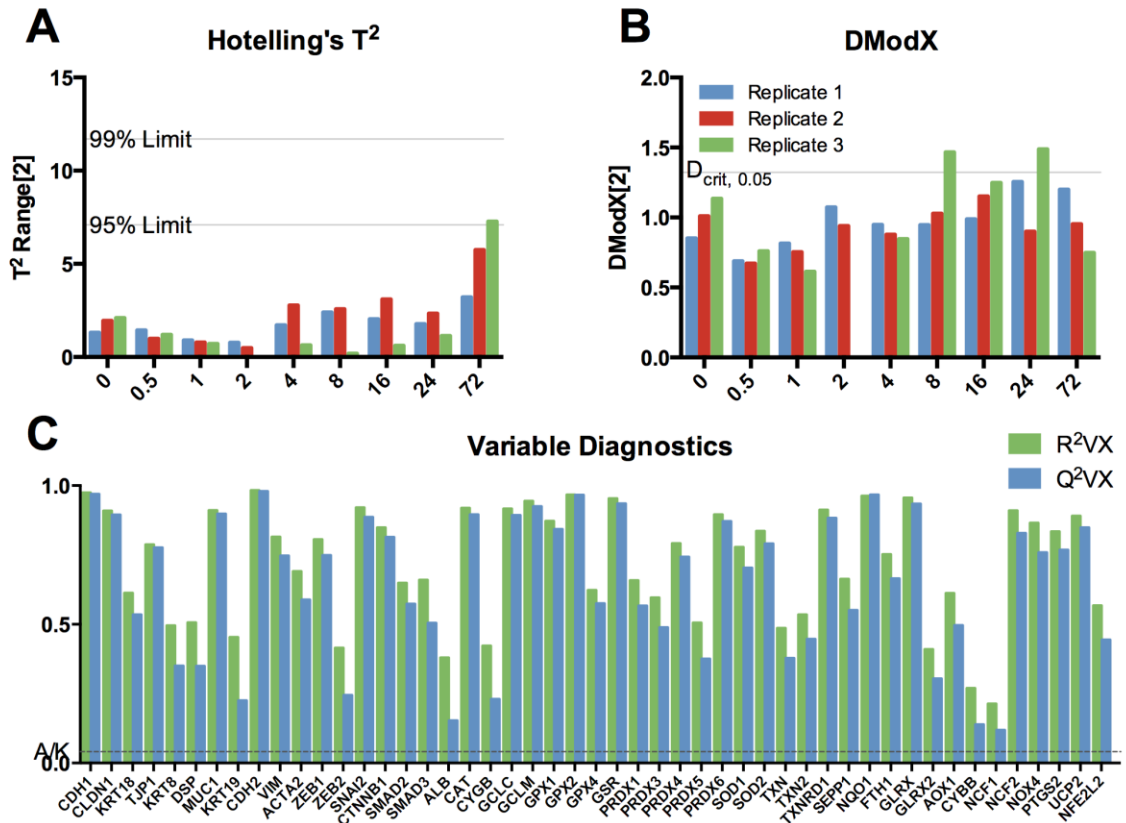 A
Hotelling's T²
T² Range[2]
15
10
5
0
99% Limit
95% Limit
0 0.5 1 2 4 8 16 24 72
B
DModX
DModX[2]
2.0
1.5
1.0
0.5
0.0
Replicate 1
Replicate 2
Replicate 3
Dcrit, 0.05
0 0.5 1 2 4 8 16 24 72
C
Variable Diagnostics
R²VX
Q²VX
1.0
0.5
A/K
0.0
CDH1 CLDN1 KRT18 TJP1 KRT8 DSP MUC1 KRT19 CDH2 VIM ACTA2 ZEB1 ZEB2 SNAI2 CTNNB1 SMAD2 SMAD3 ALB CAT CYGB GCLC GCLM GPX1 GPX2 GPX4 GSR PRDX1 PRDX3 PRDX4 PRDX5 PRDX6 SOD1 SOD2 TXN TXN2 TXNRD1 SEPP1 NQO1 FTH1 GLRX GLRX2 AOX1 CYBB NCF1 NCF2 NOX4 PTGS2 UCP2 NFE2L2